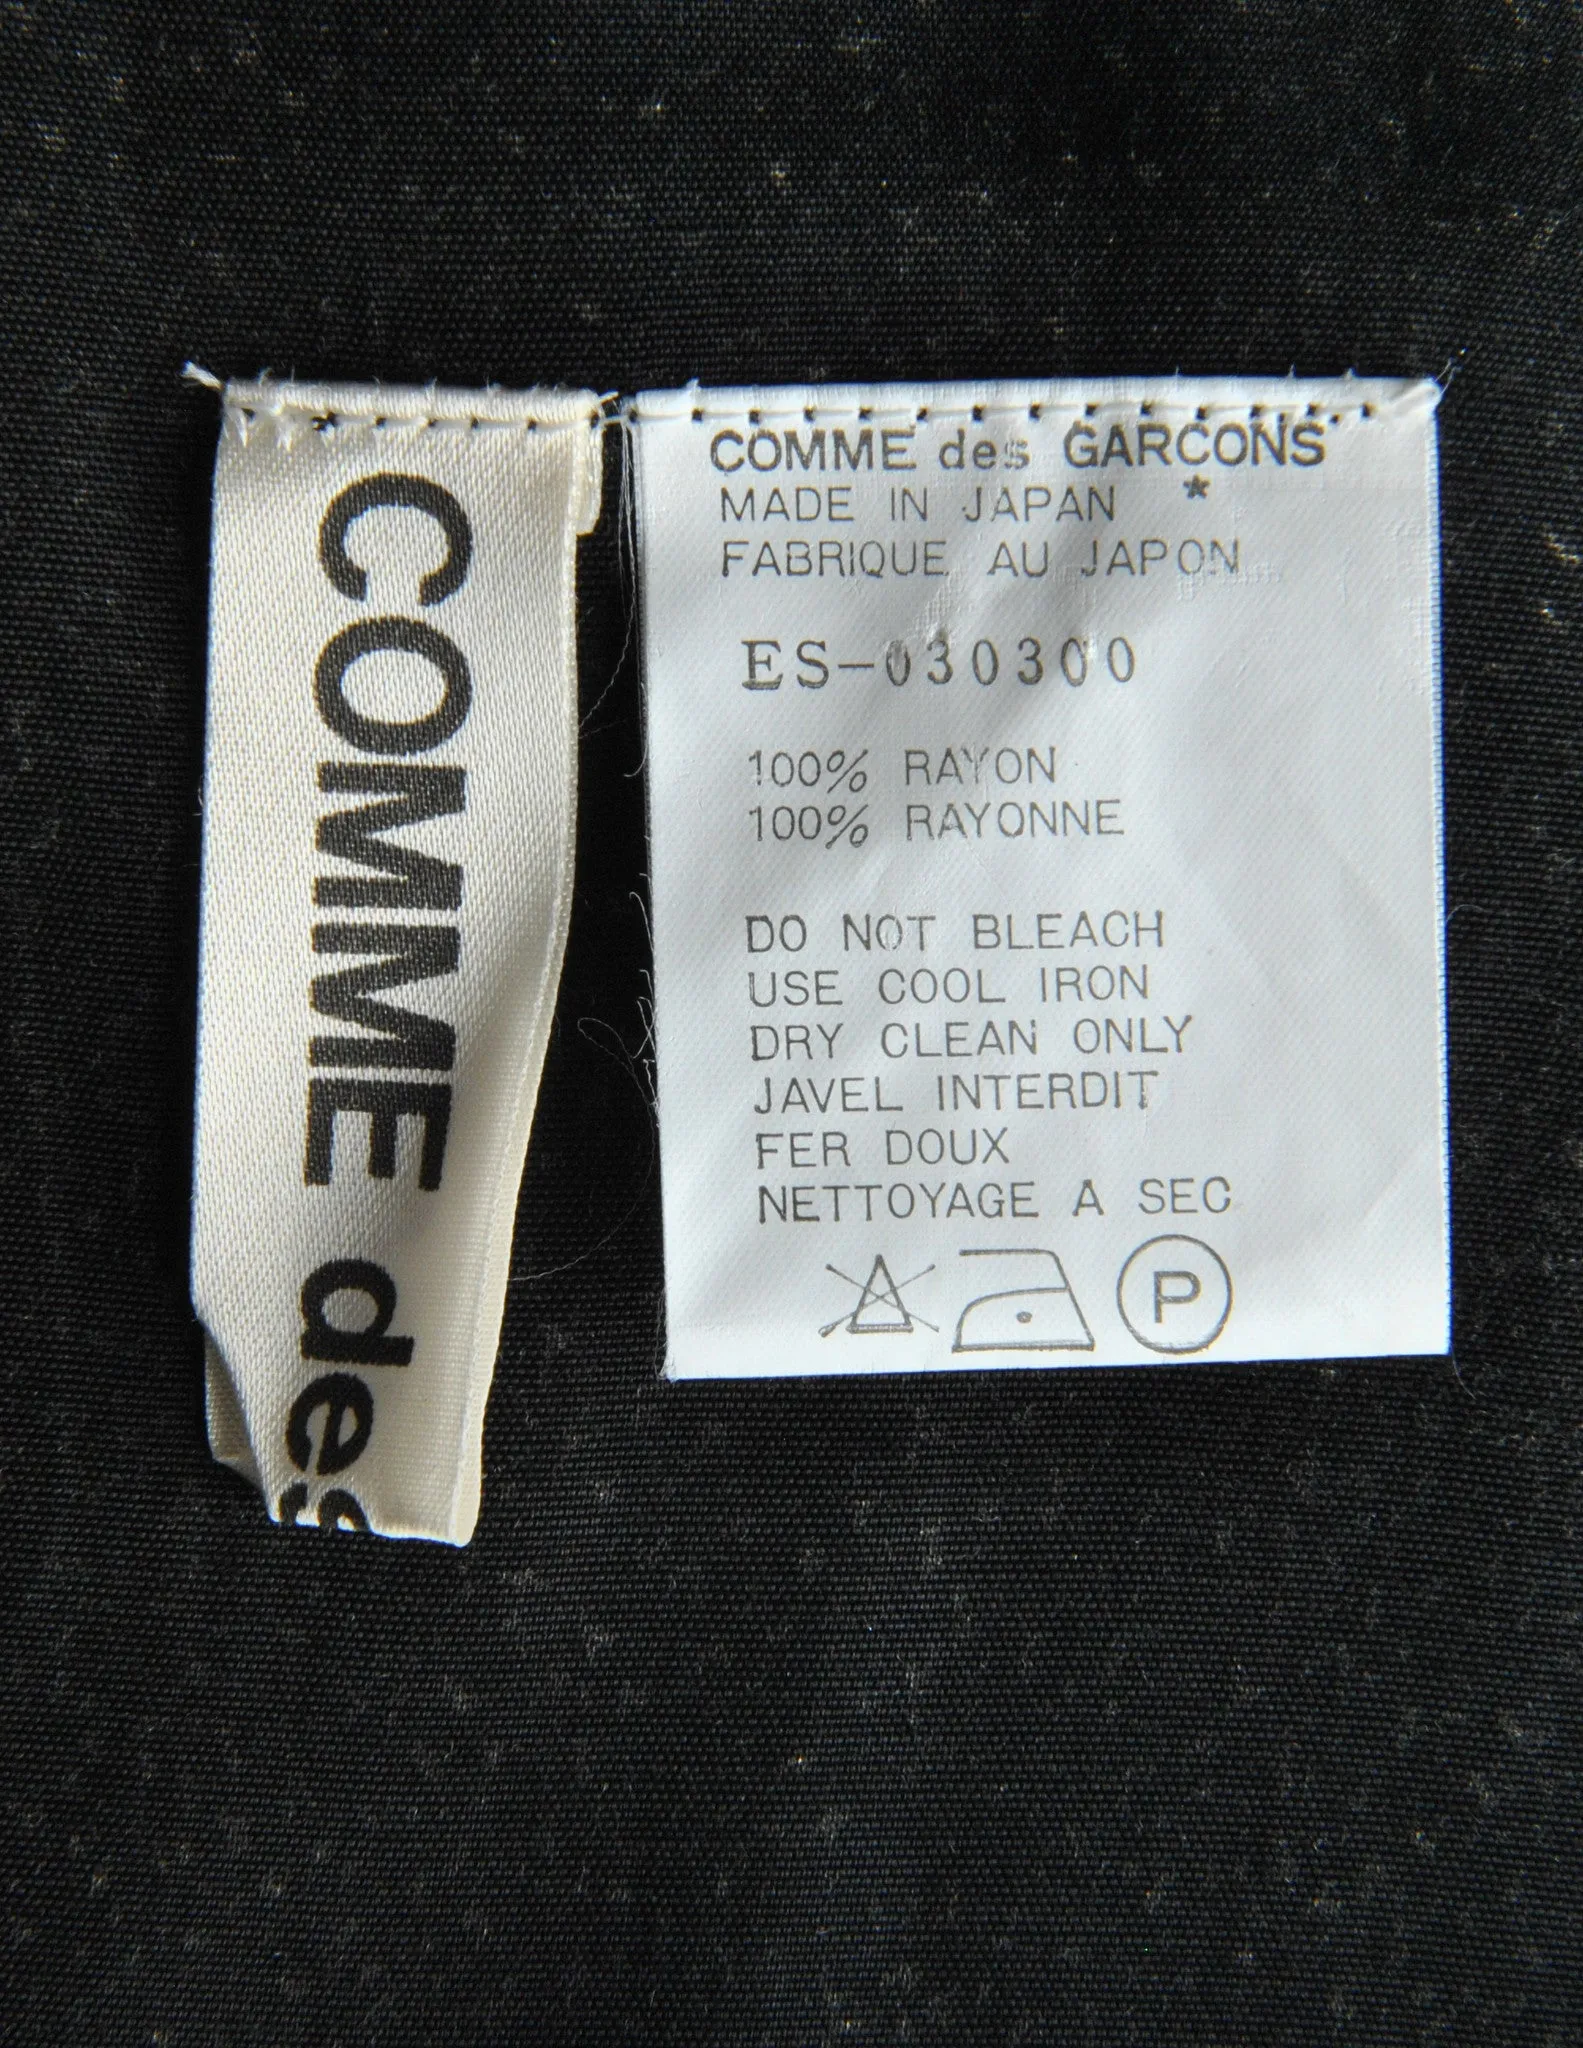 COMME des
COMME des GARCONS
MADE IN JAPAN *
FABRIQUE AU JAPON
ES-030300
100% RAYON
100% RAYONNE
DO NOT BLEACH
USE COOL IRON
DRY CLEAN ONLY
JAVEL INTERDIT
FER DOUX
NETTOYAGE A SEC
P